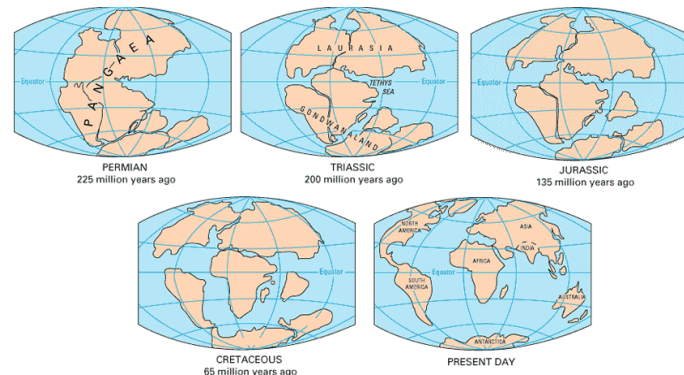 PANGAEA
Equator
PERMIAN
225 million years ago
LAURASIA
TETHYS
SEA
Equator
GONDWANALAND
TRIASSIC
200 million years ago
Equator
JURASSIC
135 million years ago
Equator
CRETACEOUS
65 million years ago
NORTH
AMERICA
ASIA
INDIA
AFRICA
Equator
SOUTH
AMERICA
AUSTRALIA
ANTARCTICA
PRESENT DAY